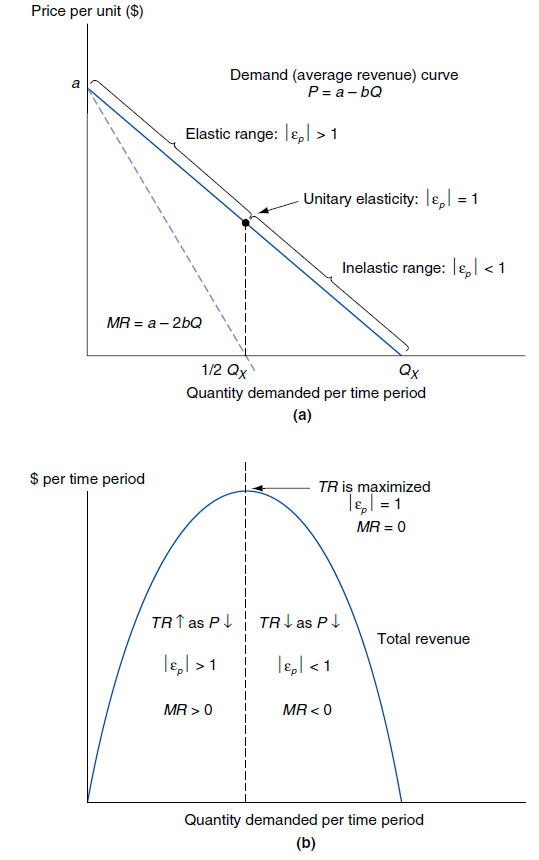 Price per unit ($)
a
Demand (average revenue) curve
P = a – bQ
Elastic range: |εp| > 1
Unitary elasticity: |εp| = 1
Inelastic range: |εp| < 1
MR = a – 2bQ
1/2 QX
QX
Quantity demanded per time period
(a)
$ per time period
TR is maximized
|εp| = 1
MR = 0
TR↑ as P↓
TR↓ as P↓
Total revenue
|εp| > 1
|εp| < 1
MR > 0
MR < 0
Quantity demanded per time period
(b)